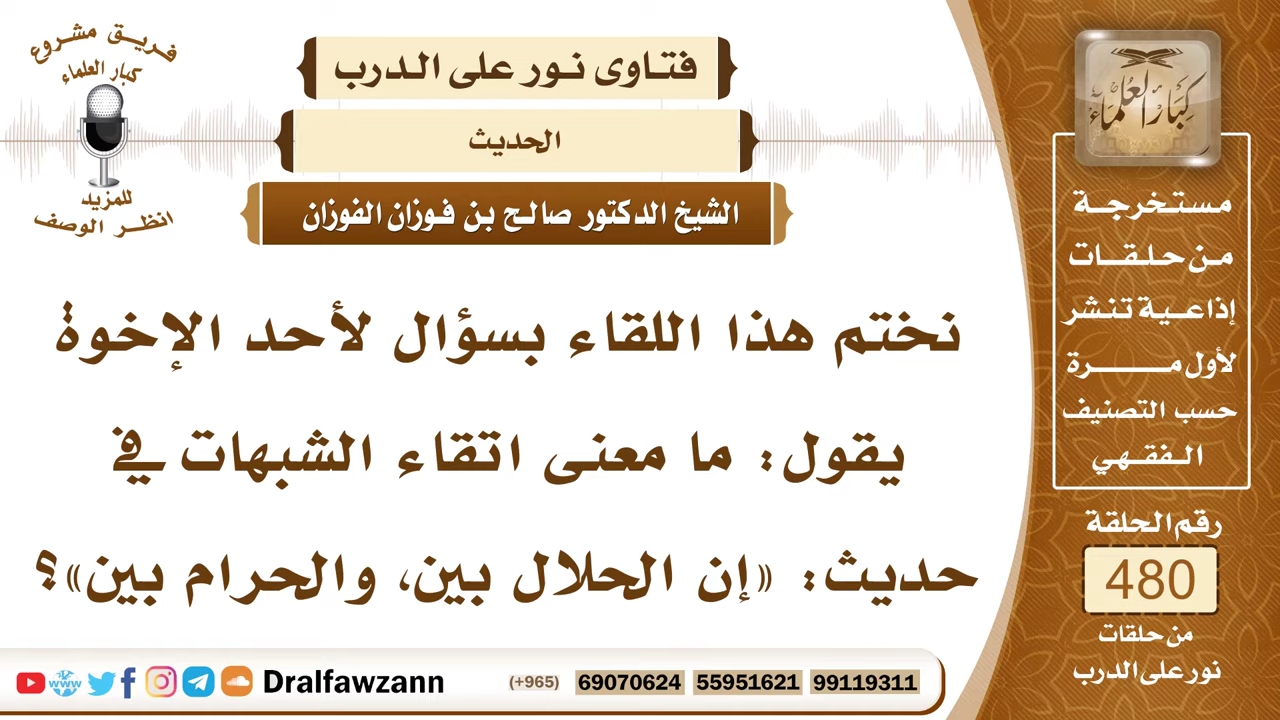 فريق مشروع
كبار العلماء
للمزيد
انظر الوصف
فتاوى نور على الدرب
الحديث
الشيخ الدكتور صالح بن فوزان الفوزان
نختم هذا اللقاء بسؤال لأحد الإخوة
يقول: ما معنى اتقاء الشبهات في
حديث: «إن الحلال بين، والحرام بين»؟
كبار العلماء
مستخرجة
من حلقات
إذاعية تنشر
لأول مرة
حسب التصنيف
الفقهي
رقم الحلقة
480
من حلقات
نور على الدرب
www
Dralfawzann
(+965) 69070624 55951621 99119311